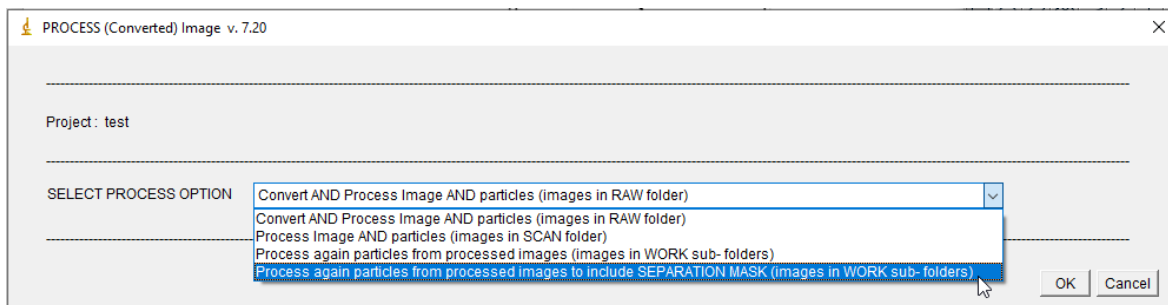 PROCESS (Converted) Image v. 7.20
Project : test
SELECT PROCESS OPTION
Convert AND Process Image AND particles (images in RAW folder)
Convert AND Process Image AND particles (images in RAW folder)
Process Image AND particles (images in SCAN folder)
Process again particles from processed images (images in WORK sub- folders)
Process again particles from processed images to include SEPARATION MASK (images in WORK sub- folders)
OK Cancel